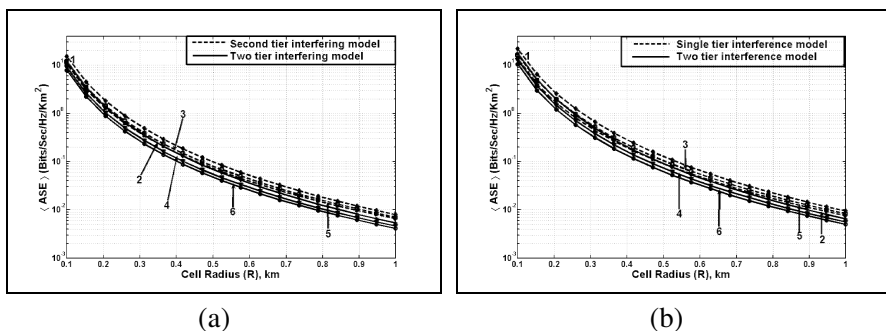 Second tier interfering model
Two tier interfering model
⟨ ASE ⟩ (Bits/Sec/Hz/Km²)
10¹
10⁰
10⁻¹
10⁻²
10⁻³
1
3
2
4
6
5
0.1 0.2 0.3 0.4 0.5 0.6 0.7 0.8 0.9 1
Cell Radius (R), km
(a)
Single tier interference model
Two tier interference model
⟨ ASE ⟩ (Bits/Sec/Hz/Km²)
10¹
10⁰
10⁻¹
10⁻²
10⁻³
1
3
4
6
5
2
0.1 0.2 0.3 0.4 0.5 0.6 0.7 0.8 0.9 1
Cell Radius (R), km
(b)